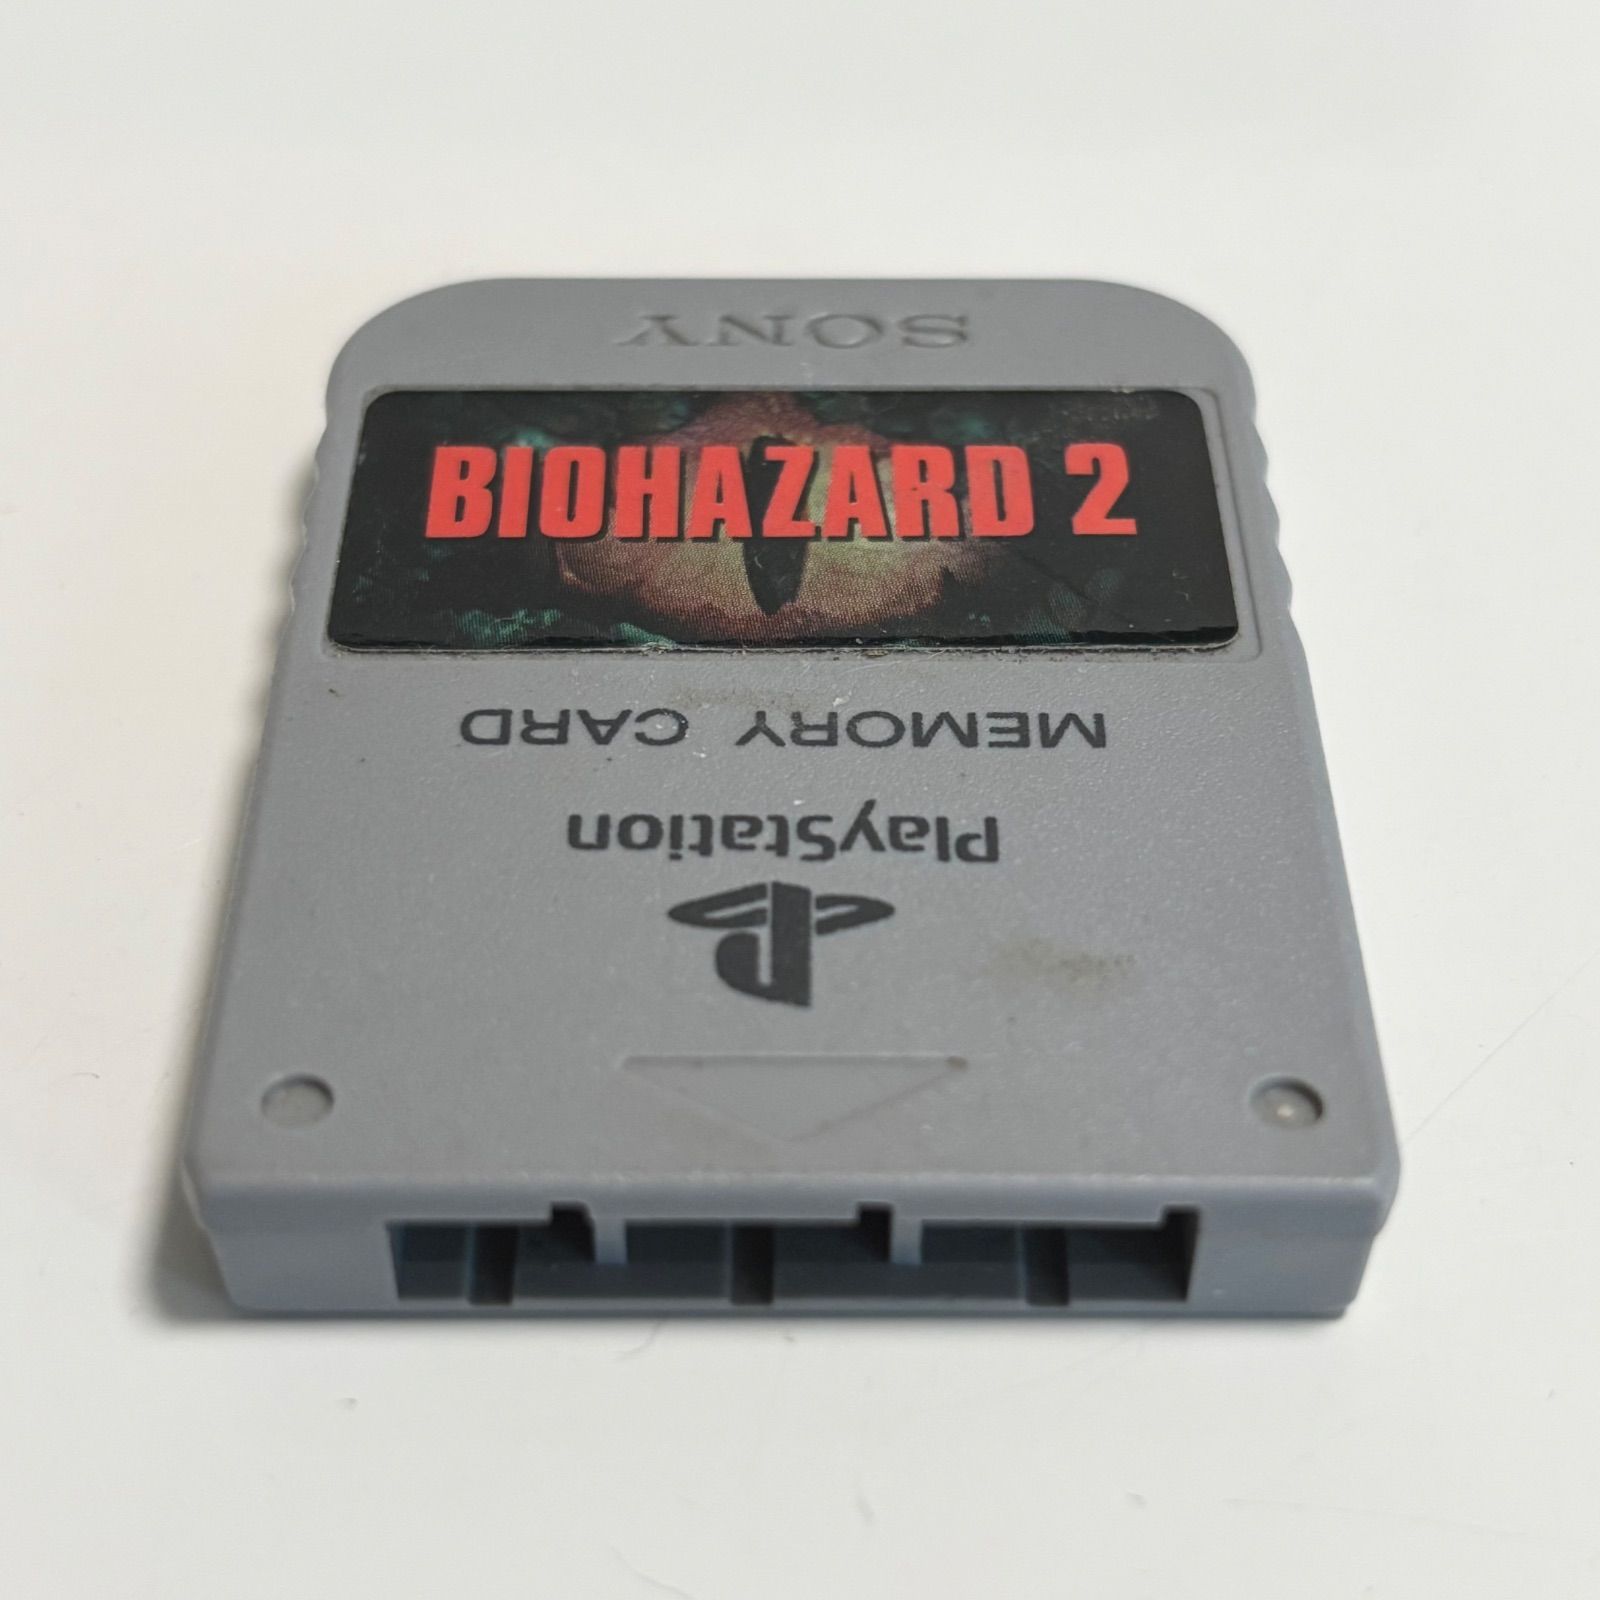 SONY
BIOHAZARD 2
MEMORY CARD
PlayStation